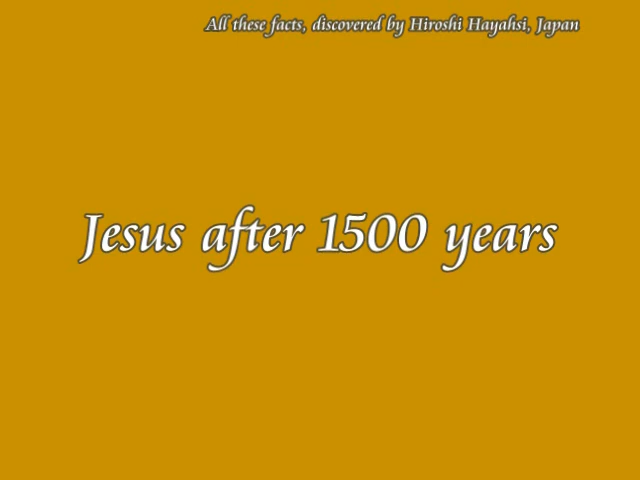 All these facts, discovered by Hiroshi Hayahsi, Japan
Jesus after 1500 years